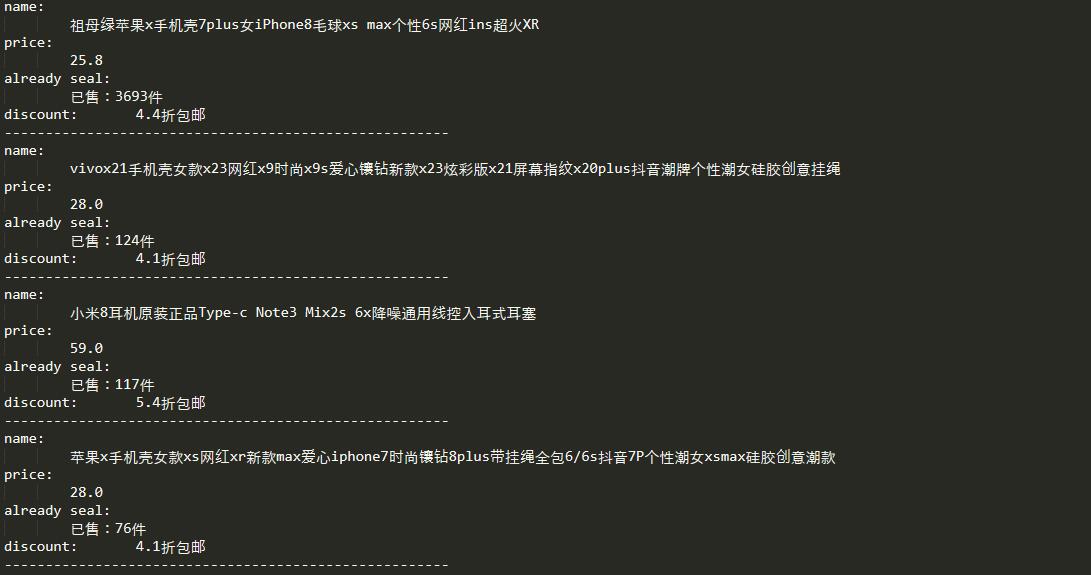 name:
祖母绿苹果x手机壳7plus女iPhone8毛球xs max个性6s网红ins超火XR
price:
25.8
already seal:
已售：3693件
discount: 4.4折包邮
------------------------------------------------------
name:
vivox21手机壳女款x23网红x9时尚x9s爱心镶钻新款x23炫彩版x21屏幕指纹x20plus抖音潮牌个性潮女硅胶创意挂绳
price:
28.0
already seal:
已售：124件
discount: 4.1折包邮
------------------------------------------------------
name:
小米8耳机原装正品Type-c Note3 Mix2s 6x降噪通用线控入耳式耳塞
price:
59.0
already seal:
已售：117件
discount: 5.4折包邮
------------------------------------------------------
name:
苹果x手机壳女款xs网红xr新款max爱心iphone7时尚镶钻8plus带挂绳全包6/6s抖音7P个性潮女xsmax硅胶创意潮款
price:
28.0
already seal:
已售：76件
discount: 4.1折包邮
------------------------------------------------------